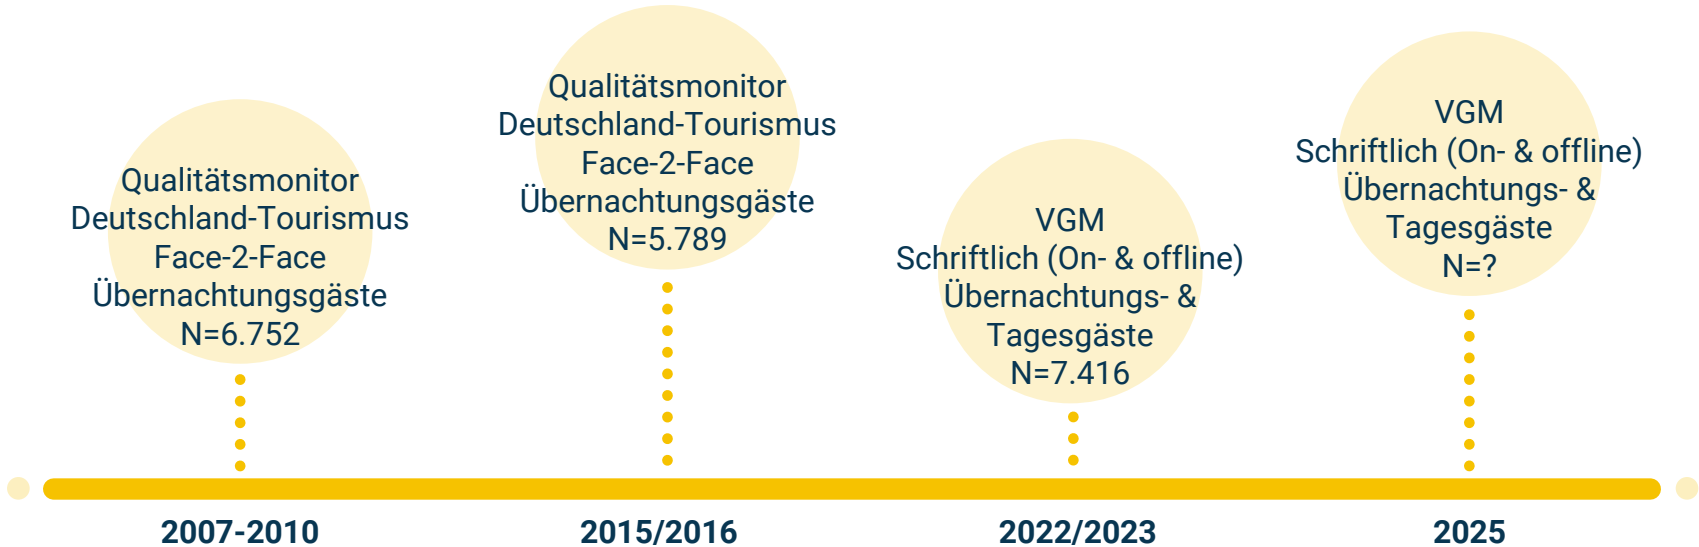 Qualitätsmonitor
Deutschland-Tourismus
Face-2-Face
Übernachtungsgäste
N=6.752
Qualitätsmonitor
Deutschland-Tourismus
Face-2-Face
Übernachtungsgäste
N=5.789
VGM
Schriftlich (On- & offline)
Übernachtungs- &
Tagesgäste
N=7.416
VGM
Schriftlich (On- & offline)
Übernachtungs- &
Tagesgäste
N=?
2007-2010
2015/2016
2022/2023
2025